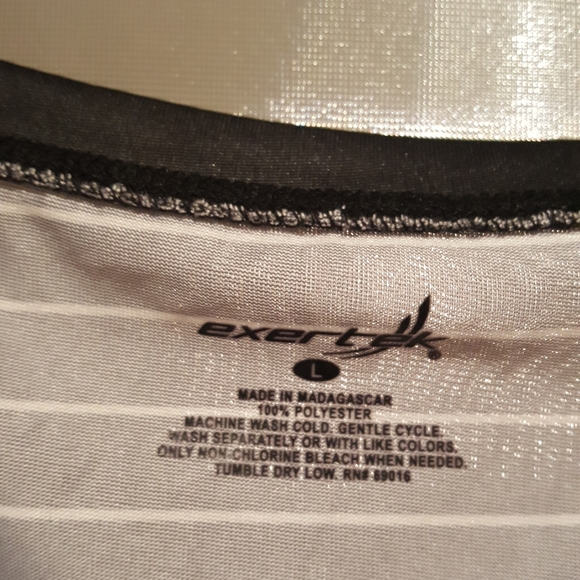 exertek®
L
MADE IN MADAGASCAR
100% POLYESTER
MACHINE WASH COLD. GENTLE CYCLE.
WASH SEPARATELY OR WITH LIKE COLORS.
ONLY NON-CHLORINE BLEACH WHEN NEEDED.
TUMBLE DRY LOW. RN# 89016